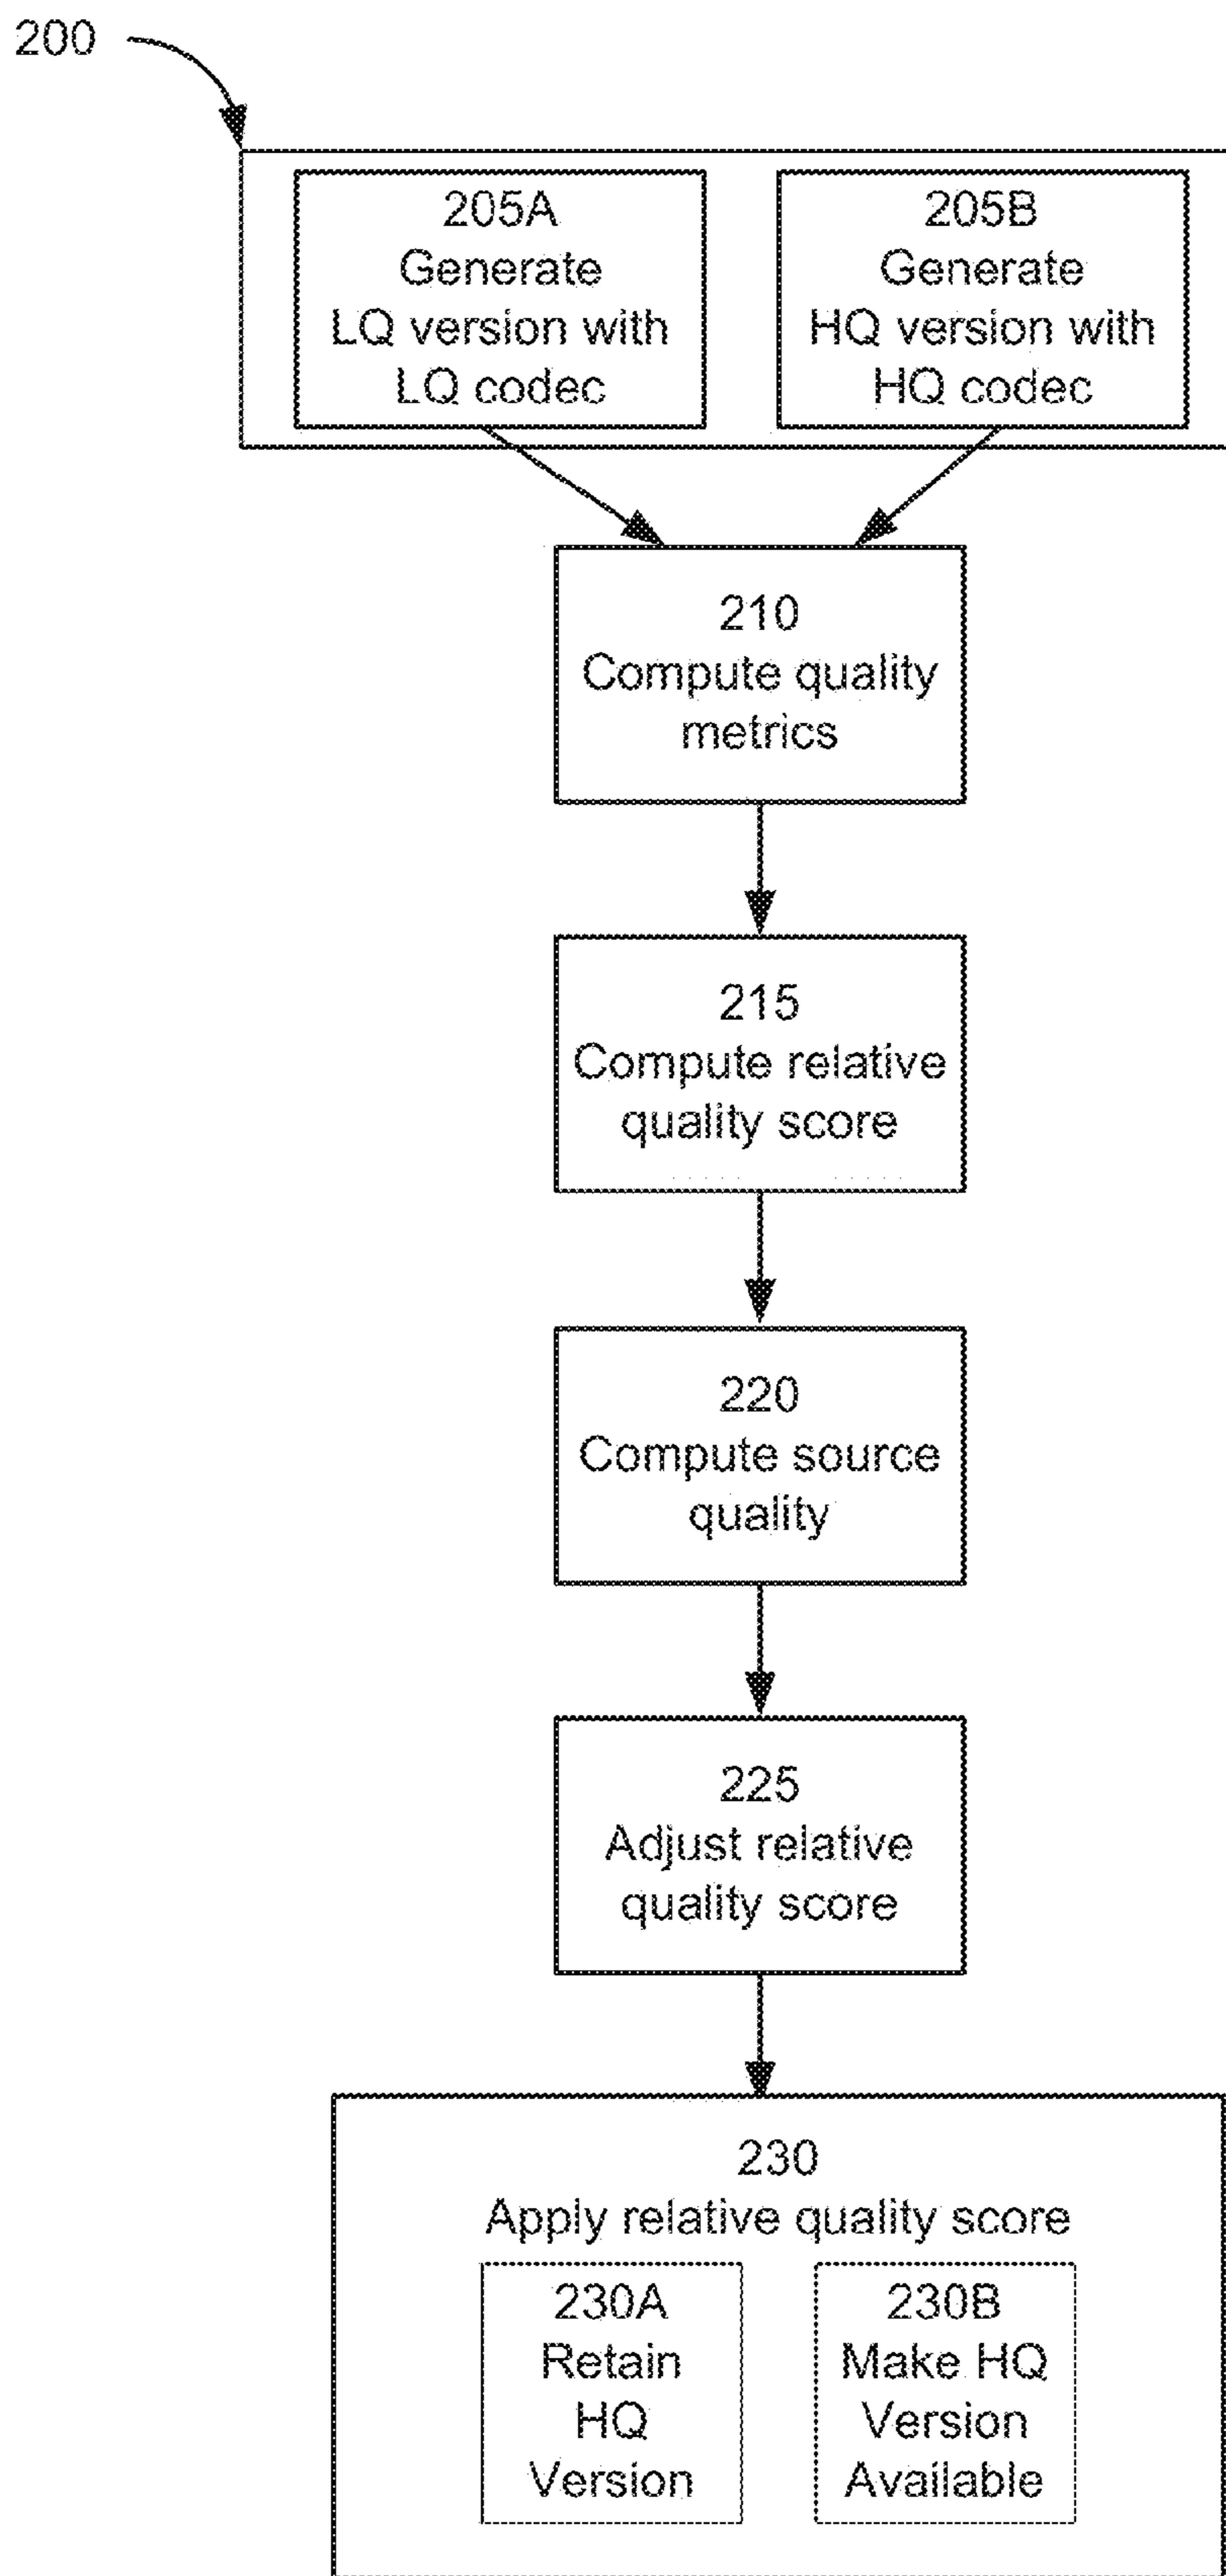 200
205A
Generate
LQ version with
LQ codec
205B
Generate
HQ version with
HQ codec
210
Compute quality
metrics
215
Compute relative
quality score
220
Compute source
quality
225
Adjust relative
quality score
230
Apply relative quality score
230A
Retain
HQ
Version
230B
Make HQ
Version
Available